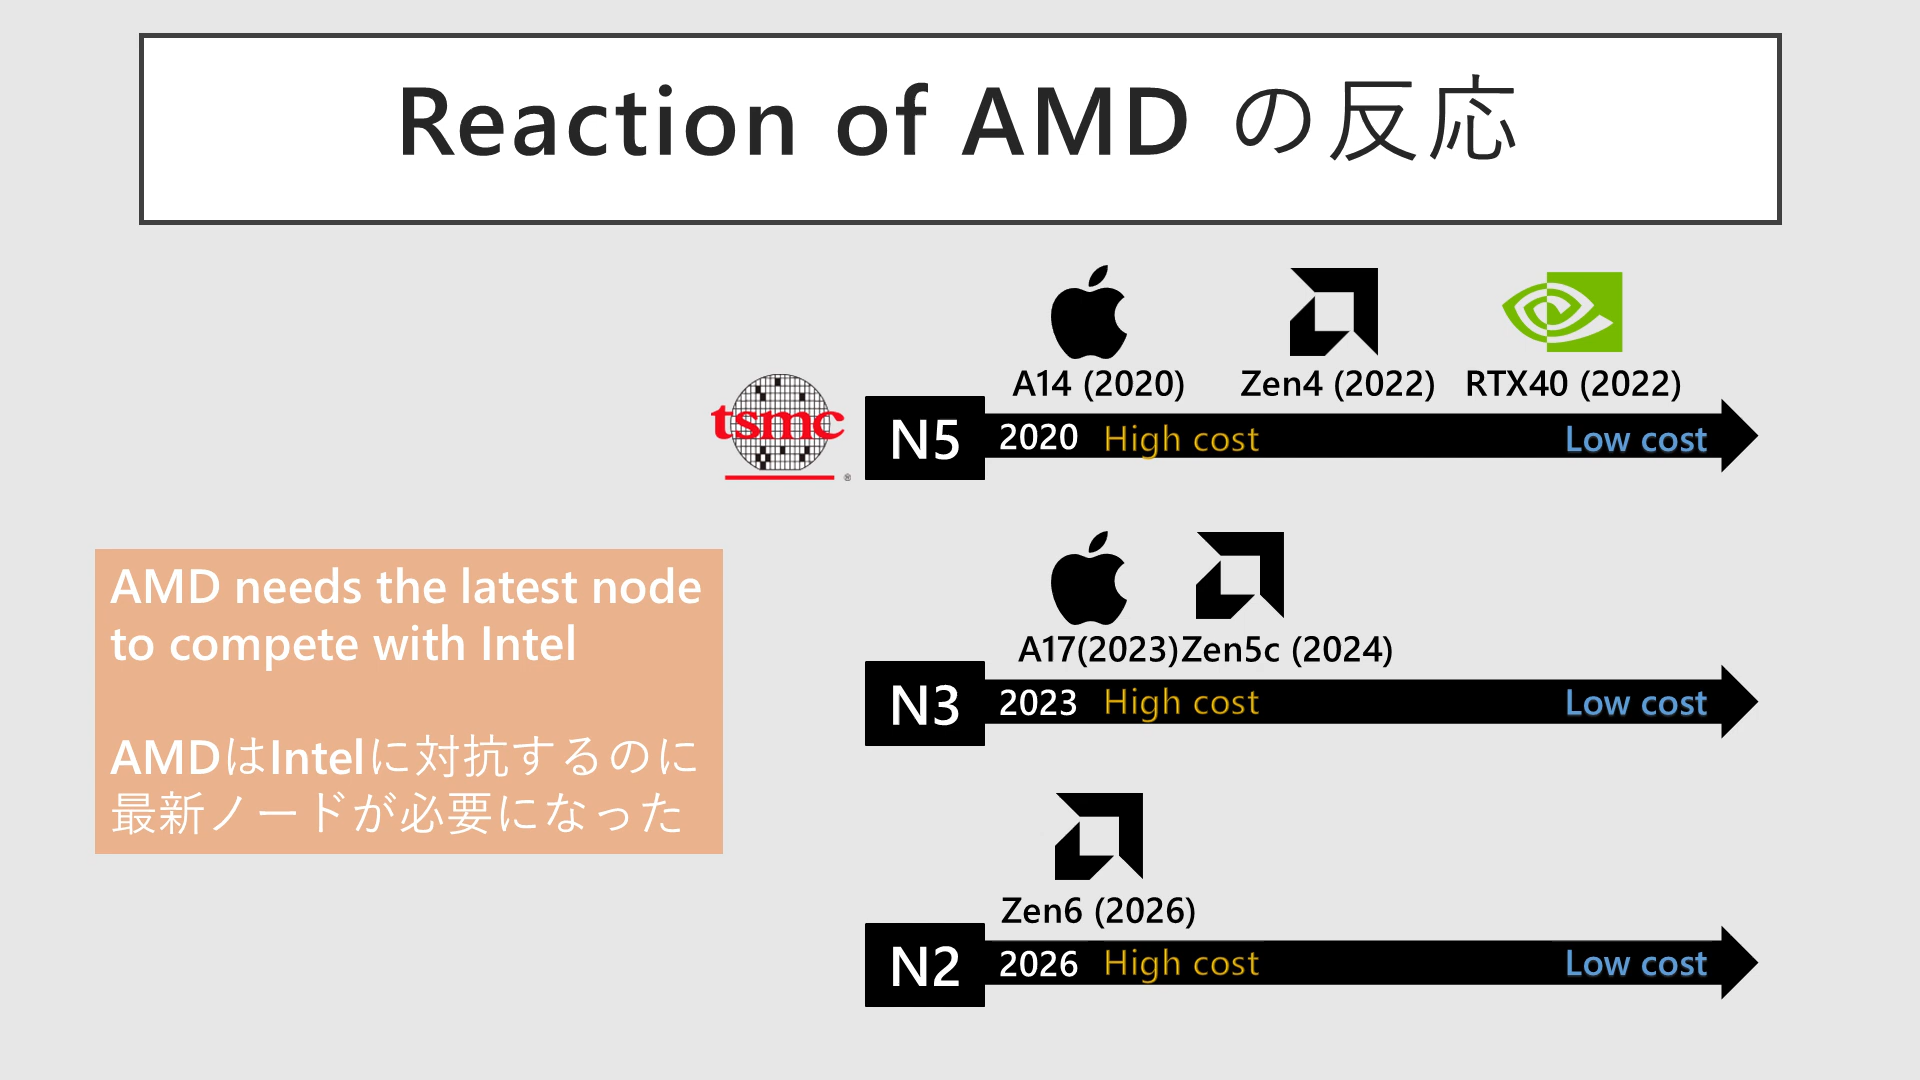 Reaction of AMD の反応
A14 (2020)
Zen4 (2022)
RTX40 (2022)
tsmc
®
N5
2020
High cost
Low cost
AMD needs the latest node
to compete with Intel
AMDはIntelに対抗するのに
最新ノードが必要になった
A17(2023)
Zen5c (2024)
N3
2023
High cost
Low cost
Zen6 (2026)
N2
2026
High cost
Low cost